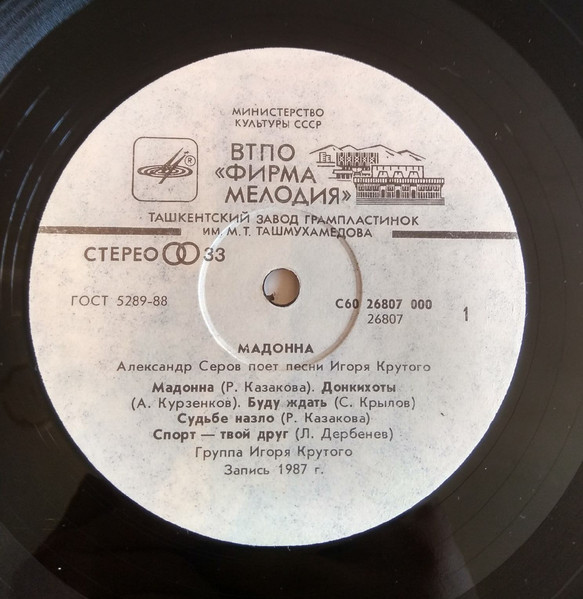 МИНИСТЕРСТВО
КУЛЬТУРЫ СССР
ВТПО
«ФИРМА
МЕЛОДИЯ»
®
ТАШКЕНТСКИЙ ЗАВОД ГРАМПЛАСТИНОК
ИМ. М. Т. ТАШМУХАМЕДОВА
СТЕРЕО 33
ГОСТ 5289-88
С60 26807 000
26807
1
МАДОННА
Александр Серов поет песни Игоря Крутого
Мадонна (Р. Казакова). Донкихоты
(А. Курзенков). Буду ждать (С. Крылов)
Судьбе назло (Р. Казакова)
Спорт — твой друг (Л. Дербенев)
Группа Игоря Крутого
Запись 1987 г.